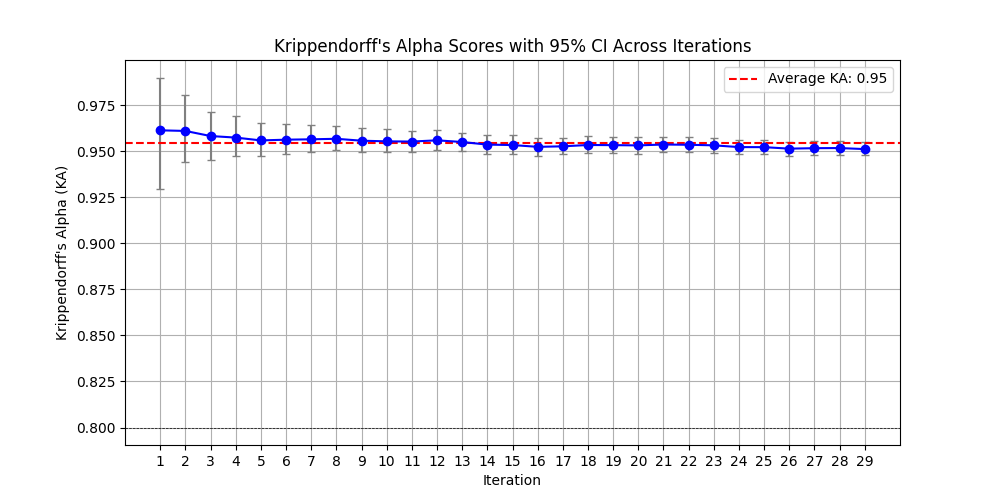 Krippendorff's Alpha Scores with 95% CI Across Iterations
Average KA: 0.95
Krippendorff's Alpha (KA)
0.975
0.950
0.925
0.900
0.875
0.850
0.825
0.800
1 2 3 4 5 6 7 8 9 10 11 12 13 14 15 16 17 18 19 20 21 22 23 24 25 26 27 28 29
Iteration